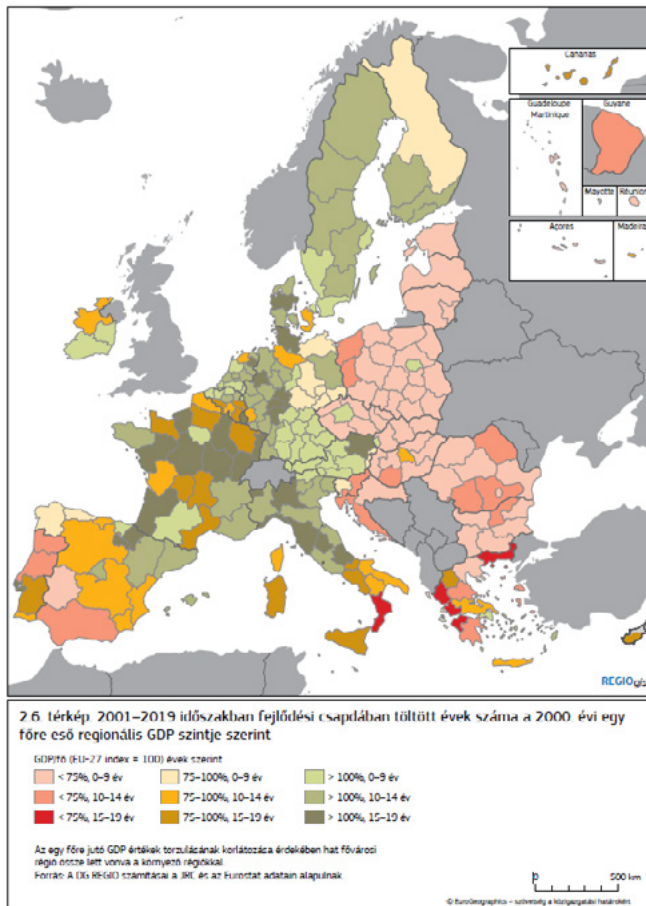 Canarias
Guadeloupe
Martinique
Guyane
Mayotte
Réunion
Açores
Madeira
REGIOgis
2.6. térkép. 2001–2019 időszakban fejlődési csapdában töltött évek száma a 2000. évi egy
főre eső regionális GDP szintje szerint
GDP/fő (EU-27 index = 100) évek szerint
< 75%, 0–9 év
75–100%, 0–9 év
> 100%, 0–9 év
< 75%, 10–14 év
75–100%, 10–14 év
> 100%, 10–14 év
< 75%, 15–19 év
75–100%, 15–19 év
> 100%, 15–19 év
Az egy főre jutó GDP értékek torzulásának korlátozása érdekében hat fővárosi
régió össze lett vonva a környező régiókkal.
Forrás: A DG REGIO számításai a JRC és az Eurostat adatain alapulnak.
0 500 km
© EuroGeographics – szövetség a közigazgatási határokért